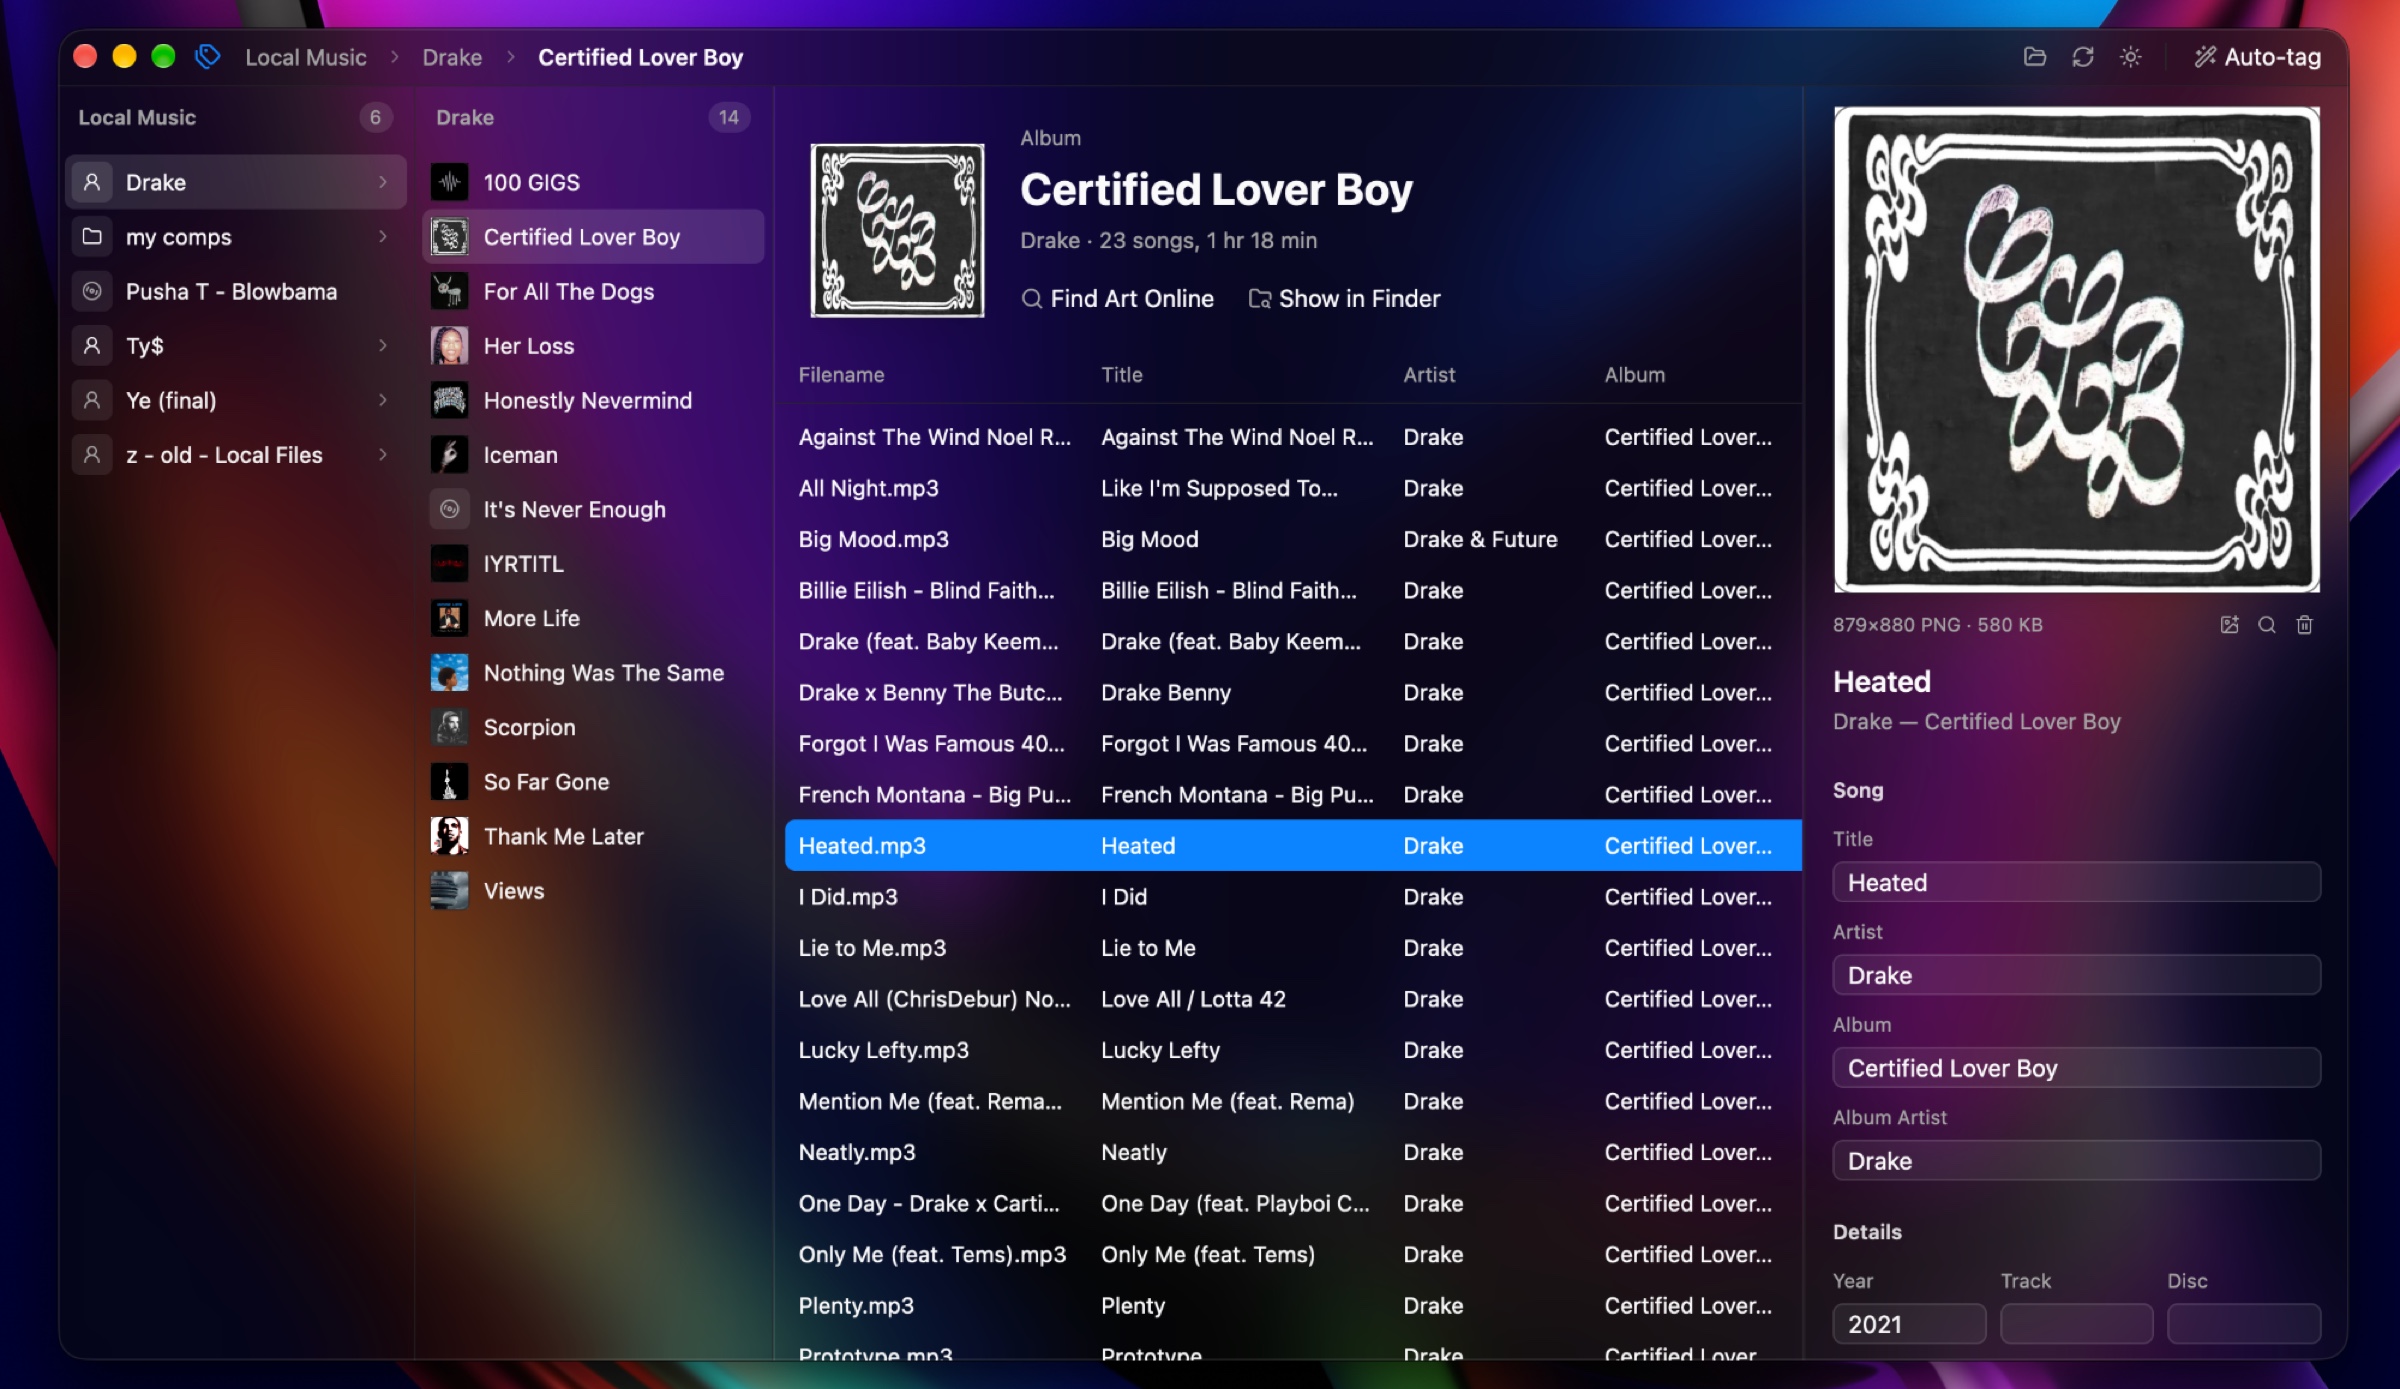 Local Music > Drake > Certified Lover Boy
Auto-tag
Local Music 6
Drake
my comps
Pusha T - Blowbama
Ty$
Ye (final)
z - old - Local Files
Drake 14
100 GIGS
Certified Lover Boy
For All The Dogs
Her Loss
Honestly Nevermind
Iceman
It's Never Enough
IYRTITL
More Life
Nothing Was The Same
Scorpion
So Far Gone
Thank Me Later
Views
Album
Certified Lover Boy
Drake · 23 songs, 1 hr 18 min
Find Art Online Show in Finder
Filename Title Artist Album
Against The Wind Noel R... Against The Wind Noel R... Drake Certified Lover...
All Night.mp3 Like I'm Supposed To... Drake Certified Lover...
Big Mood.mp3 Big Mood Drake & Future Certified Lover...
Billie Eilish - Blind Faith... Billie Eilish - Blind Faith... Drake Certified Lover...
Drake (feat. Baby Keem... Drake (feat. Baby Keem... Drake Certified Lover...
Drake x Benny The Butc... Drake Benny Drake Certified Lover...
Forgot I Was Famous 40... Forgot I Was Famous 40... Drake Certified Lover...
French Montana - Big Pu... French Montana - Big Pu... Drake Certified Lover...
Heated.mp3 Heated Drake Certified Lover...
I Did.mp3 I Did Drake Certified Lover...
Lie to Me.mp3 Lie to Me Drake Certified Lover...
Love All (ChrisDebur) No... Love All / Lotta 42 Drake Certified Lover...
Lucky Lefty.mp3 Lucky Lefty Drake Certified Lover...
Mention Me (feat. Rema... Mention Me (feat. Rema) Drake Certified Lover...
Neatly.mp3 Neatly Drake Certified Lover...
One Day - Drake x Carti... One Day (feat. Playboi C... Drake Certified Lover...
Only Me (feat. Tems).mp3 Only Me (feat. Tems) Drake Certified Lover...
Plenty.mp3 Plenty Drake Certified Lover...
Prototype.mp3 Prototype Drake Certified Lover
CLB
879×880 PNG · 580 KB
Heated
Drake — Certified Lover Boy
Song
Title
Heated
Artist
Drake
Album
Certified Lover Boy
Album Artist
Drake
Details
Year Track Disc
2021